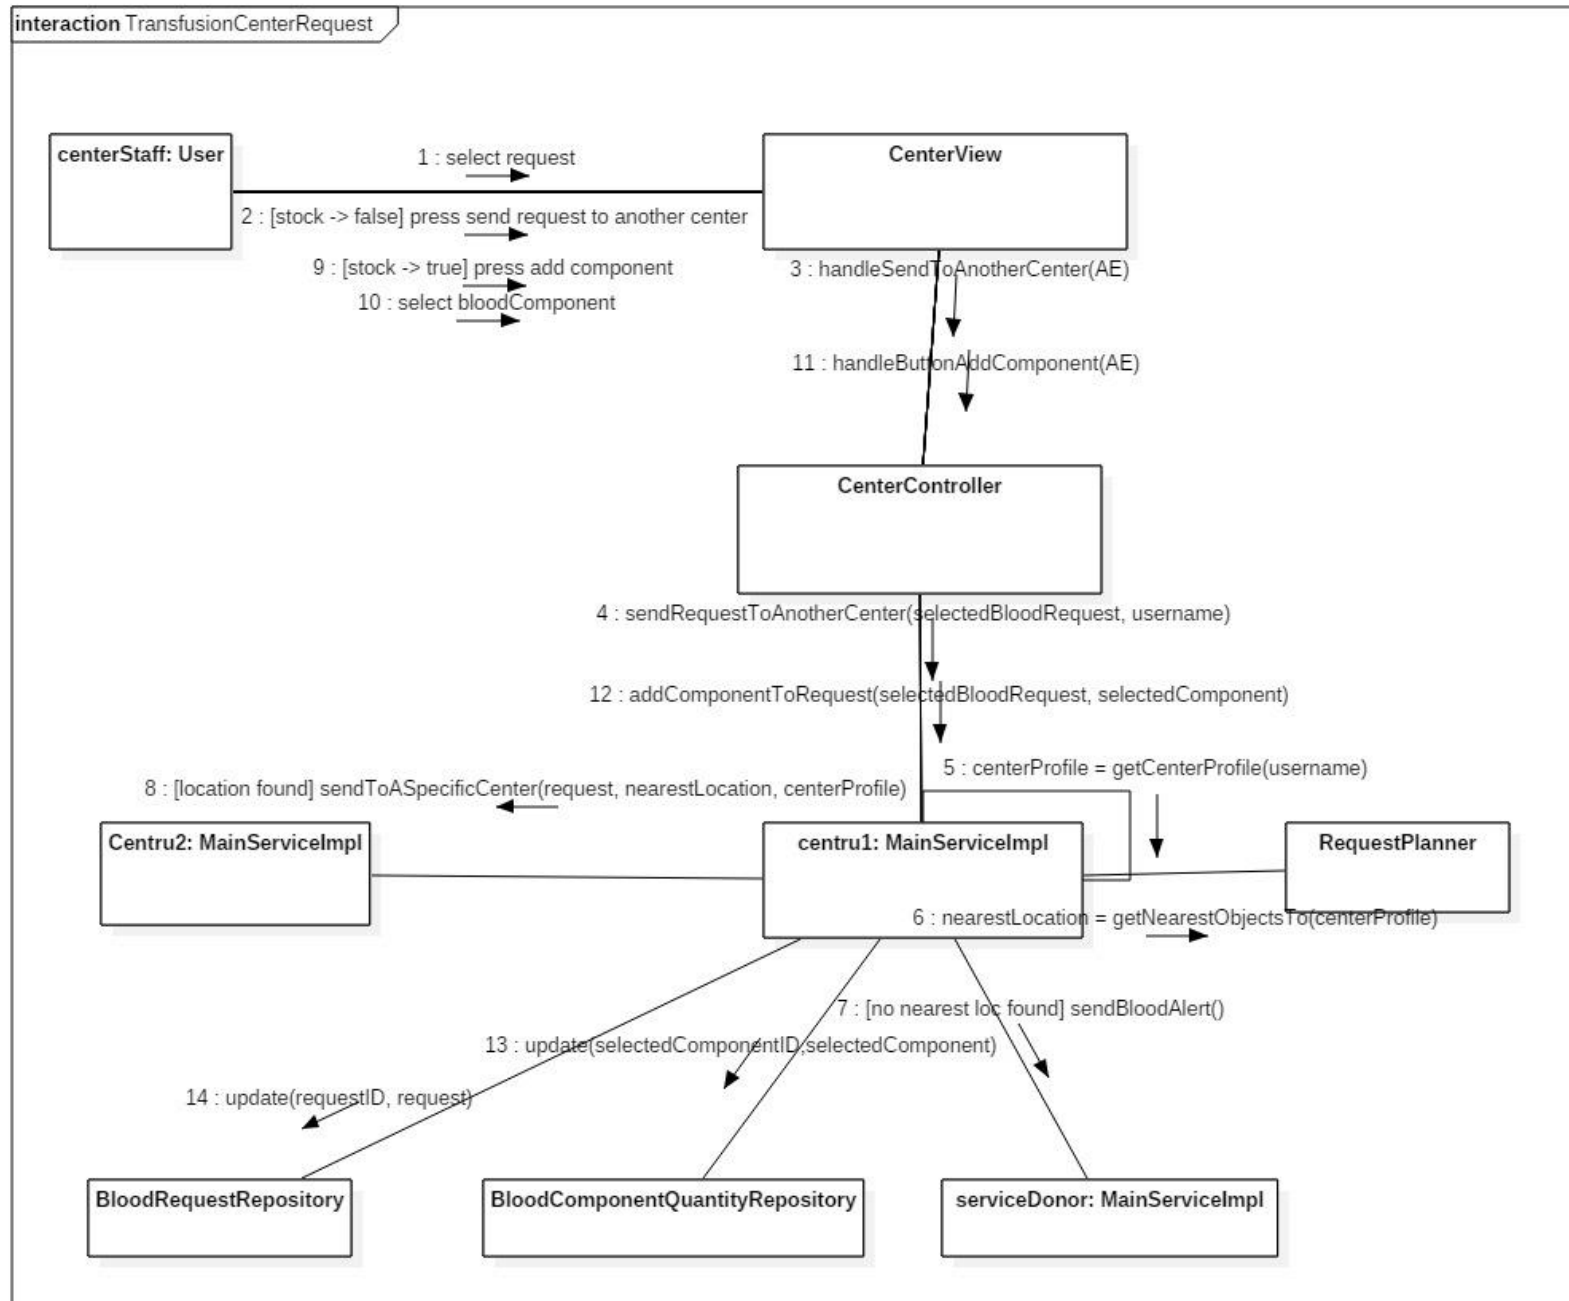 interaction TransfusionCenterRequest
centerStaff: User
1 : select request
CenterView
2 : [stock -> false] press send request to another center
9 : [stock -> true] press add component
3 : handleSendToAnotherCenter(AE)
10 : select bloodComponent
11 : handleButtonAddComponent(AE)
CenterController
4 : sendRequestToAnotherCenter(selectedBloodRequest, username)
12 : addComponentToRequest(selectedBloodRequest, selectedComponent)
5 : centerProfile = getCenterProfile(username)
8 : [location found] sendToASpecificCenter(request, nearestLocation, centerProfile)
Centru2: MainServiceImpl
centru1: MainServiceImpl
RequestPlanner
6 : nearestLocation = getNearestObjectsTo(centerProfile)
7 : [no nearest loc found] sendBloodAlert()
13 : update(selectedComponentID,selectedComponent)
14 : update(requestID, request)
BloodRequestRepository
BloodComponentQuantityRepository
serviceDonor: MainServiceImpl